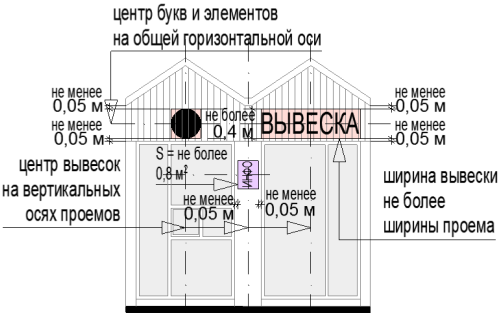 центр букв и элементов
на общей горизонтальной оси
не менее
0,05 м
не менее
0,05 м
не более
0,4 м
ВЫВЕСКА
не менее
0,05 м
не менее
0,05 м
S = не более
0,8 м²
ИНФО
центр вывесок
на вертикальных
осях проемов
не менее
0,05 м
не менее
0,05 м
ширина вывески
не более
ширины проема